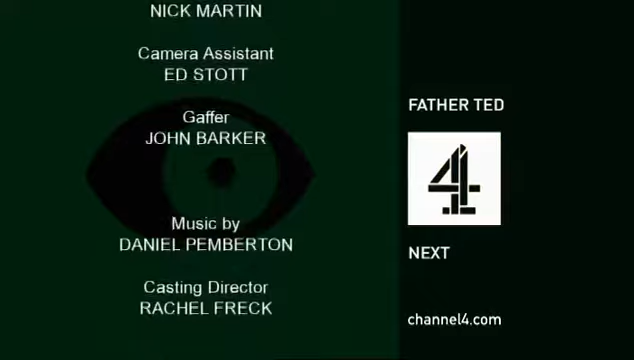 NICK MARTIN
Camera Assistant
ED STOTT
Gaffer
JOHN BARKER
Music by
DANIEL PEMBERTON
Casting Director
RACHEL FRECK
FATHER TED
4
NEXT
channel4.com